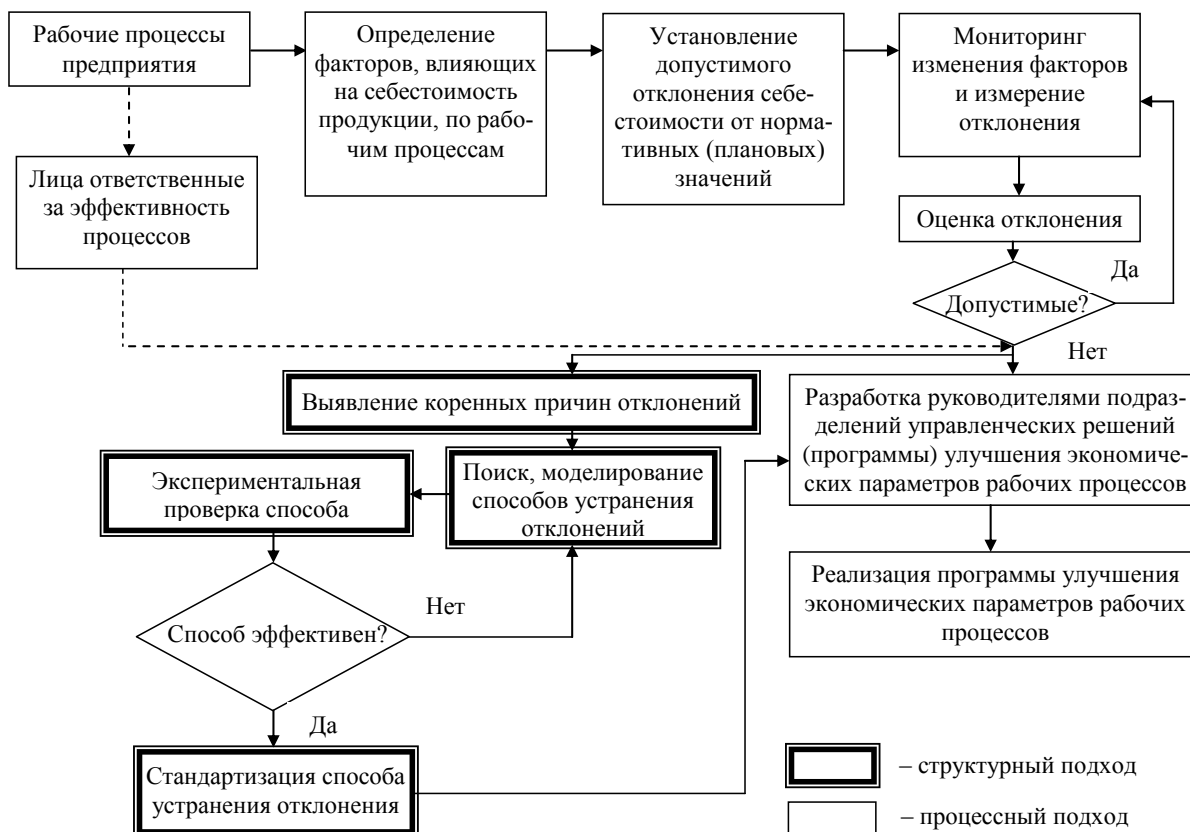 Рабочие процессы
предприятия
Определение
факторов, влияющих
на себестоимость
продукции, по рабо-
чим процессам
Установление
допустимого
отклонения себе-
стоимости от норма-
тивных (плановых)
значений
Мониторинг
изменения факторов
и измерение
отклонения
Лица ответственные
за эффективность
процессов
Оценка отклонения
Да
Допустимые?
Нет
Выявление коренных причин отклонений
Разработка руководителями подраз-
делений управленческих решений
(программы) улучшения экономиче-
ских параметров рабочих процессов
Экспериментальная
проверка способа
Поиск, моделирование
способов устранения
отклонений
Способ эффективен?
Нет
Реализация программы улучшения
экономических параметров рабочих
процессов
Да
Стандартизация способа
устранения отклонения
– структурный подход
– процессный подход